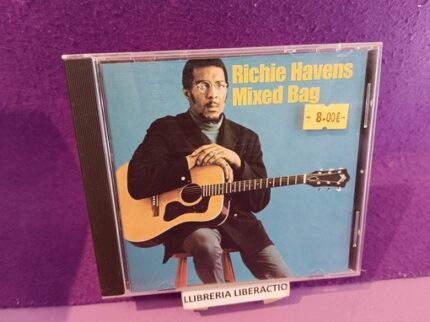 Richie Havens
Mixed Bag
- 8.00€-
LLIBRERIA LIBERACTIO